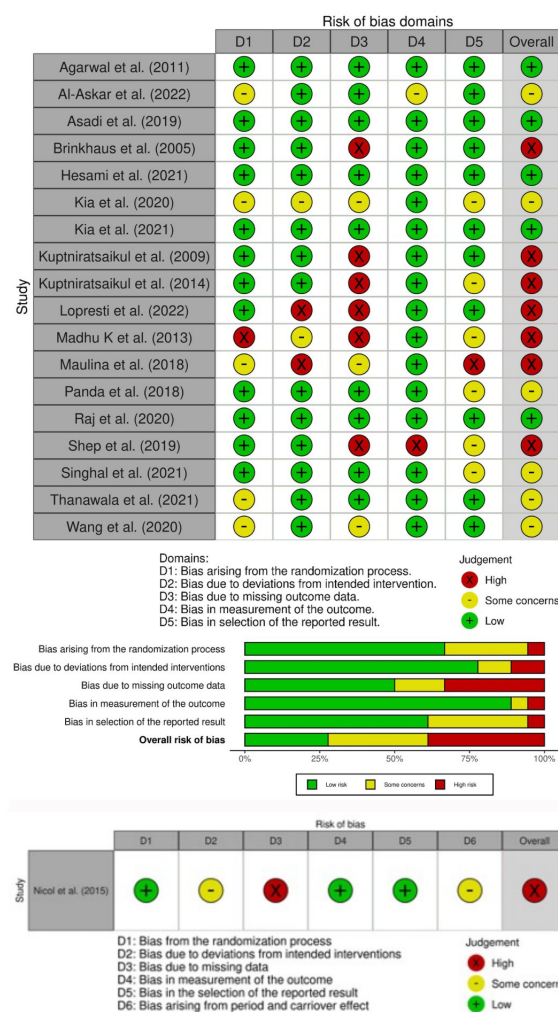 Risk of bias domains
D1 D2 D3 D4 D5 Overall
Study
Agarwal et al. (2011) + + + + + +
Al-Askar et al. (2022) - + + - + -
Asadi et al. (2019) + + + + + +
Brinkhaus et al. (2005) + + X + + X
Hesami et al. (2021) + + + + + +
Kia et al. (2020) - - - + - -
Kia et al. (2021) + + + + + +
Kuptniratsaikul et al. (2009) + + X + + X
Kuptniratsaikul et al. (2014) + + X + - X
Lopresti et al. (2022) + X X + + X
Madhu K et al. (2013) X - X + - X
Maulina et al. (2018) - X - + X X
Panda et al. (2018) + + + + - -
Raj et al. (2020) + + + + + +
Shep et al. (2019) + + X X - X
Singhal et al. (2021) + + + + - -
Thanawala et al. (2021) - + + + + -
Wang et al. (2020) - + - + + -
Domains:
D1: Bias arising from the randomization process.
D2: Bias due to deviations from intended intervention.
D3: Bias due to missing outcome data.
D4: Bias in measurement of the outcome.
D5: Bias in selection of the reported result.
Judgement
X High
- Some concerns
+ Low
Bias arising from the randomization process
Bias due to deviations from intended interventions
Bias due to missing outcome data
Bias in measurement of the outcome
Bias in selection of the reported result
Overall risk of bias
0% 25% 50% 75% 100%
Low risk Some concerns High risk
Risk of bias
D1 D2 D3 D4 D5 D6 Overall
Study
Nicol et al. (2015) + - X + + - X
D1: Bias from the randomization process
D2: Bias due to deviations from intended interventions
D3: Bias due to missing data
D4: Bias in measurement of the outcome
D5: Bias in the selection of the reported result
D6: Bias arising from period and carriover effect
Judgement
X High
- Some concern
+ Low